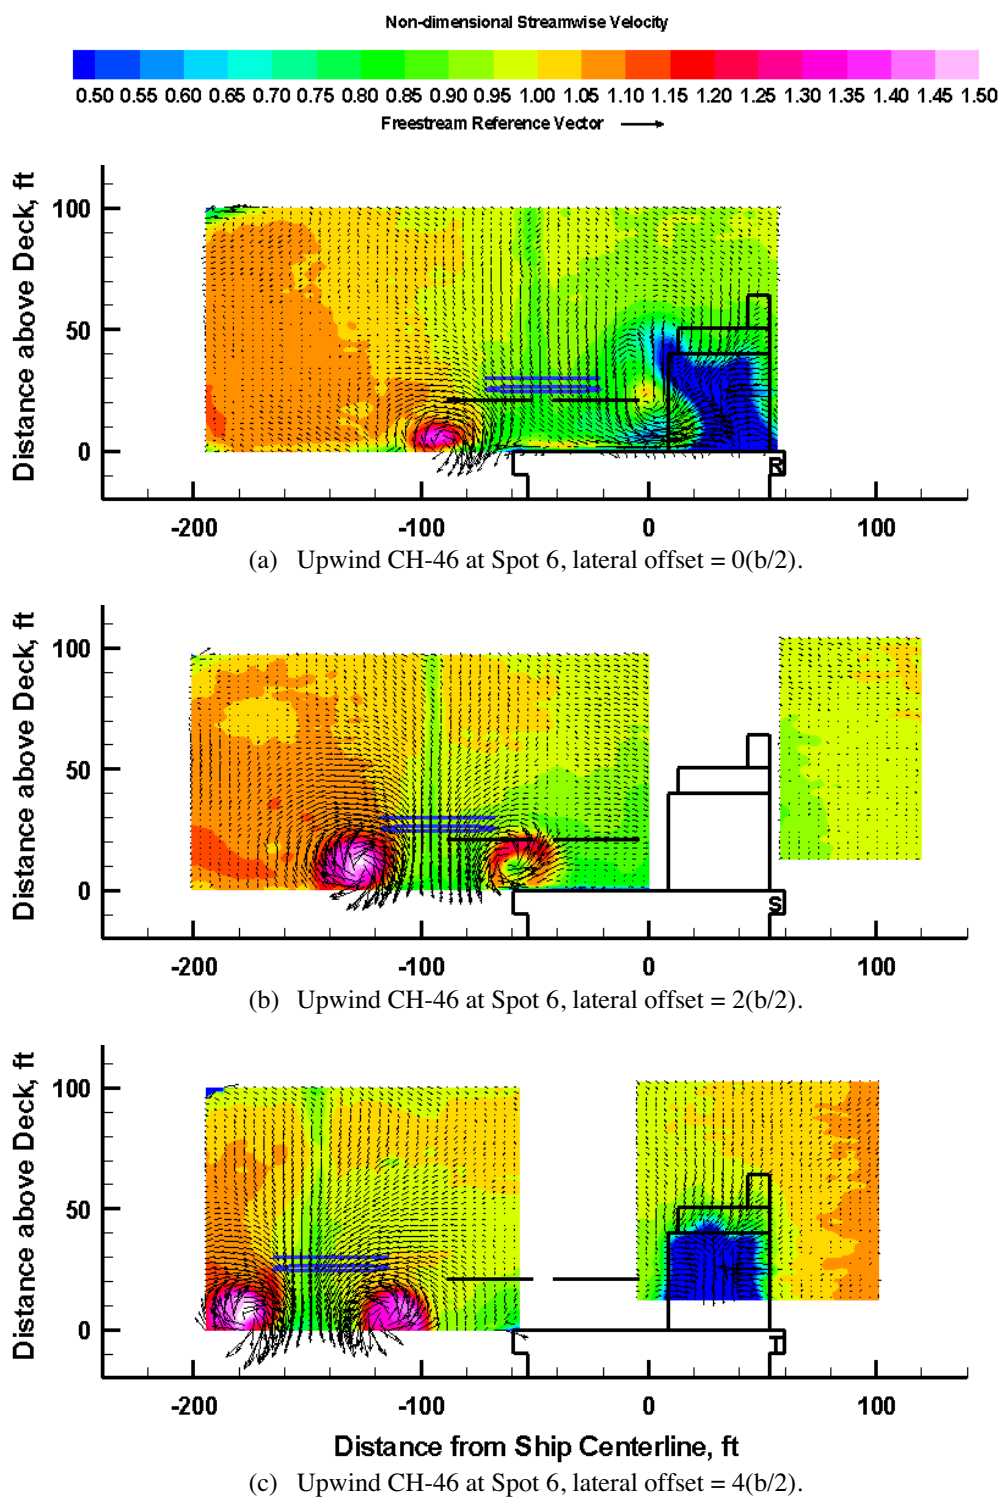 Non-dimensional Streamwise Velocity
0.50 0.55 0.60 0.65 0.70 0.75 0.80 0.85 0.90 0.95 1.00 1.05 1.10 1.15 1.20 1.25 1.30 1.35 1.40 1.45 1.50
Freestream Reference Vector
Distance above Deck, ft
100
50
0
R
-200 -100 0 100
(a) Upwind CH-46 at Spot 6, lateral offset = 0(b/2).
Distance above Deck, ft
100
50
0
S
-200 -100 0 100
(b) Upwind CH-46 at Spot 6, lateral offset = 2(b/2).
Distance above Deck, ft
100
50
0
T
-200 -100 0 100
Distance from Ship Centerline, ft
(c) Upwind CH-46 at Spot 6, lateral offset = 4(b/2).